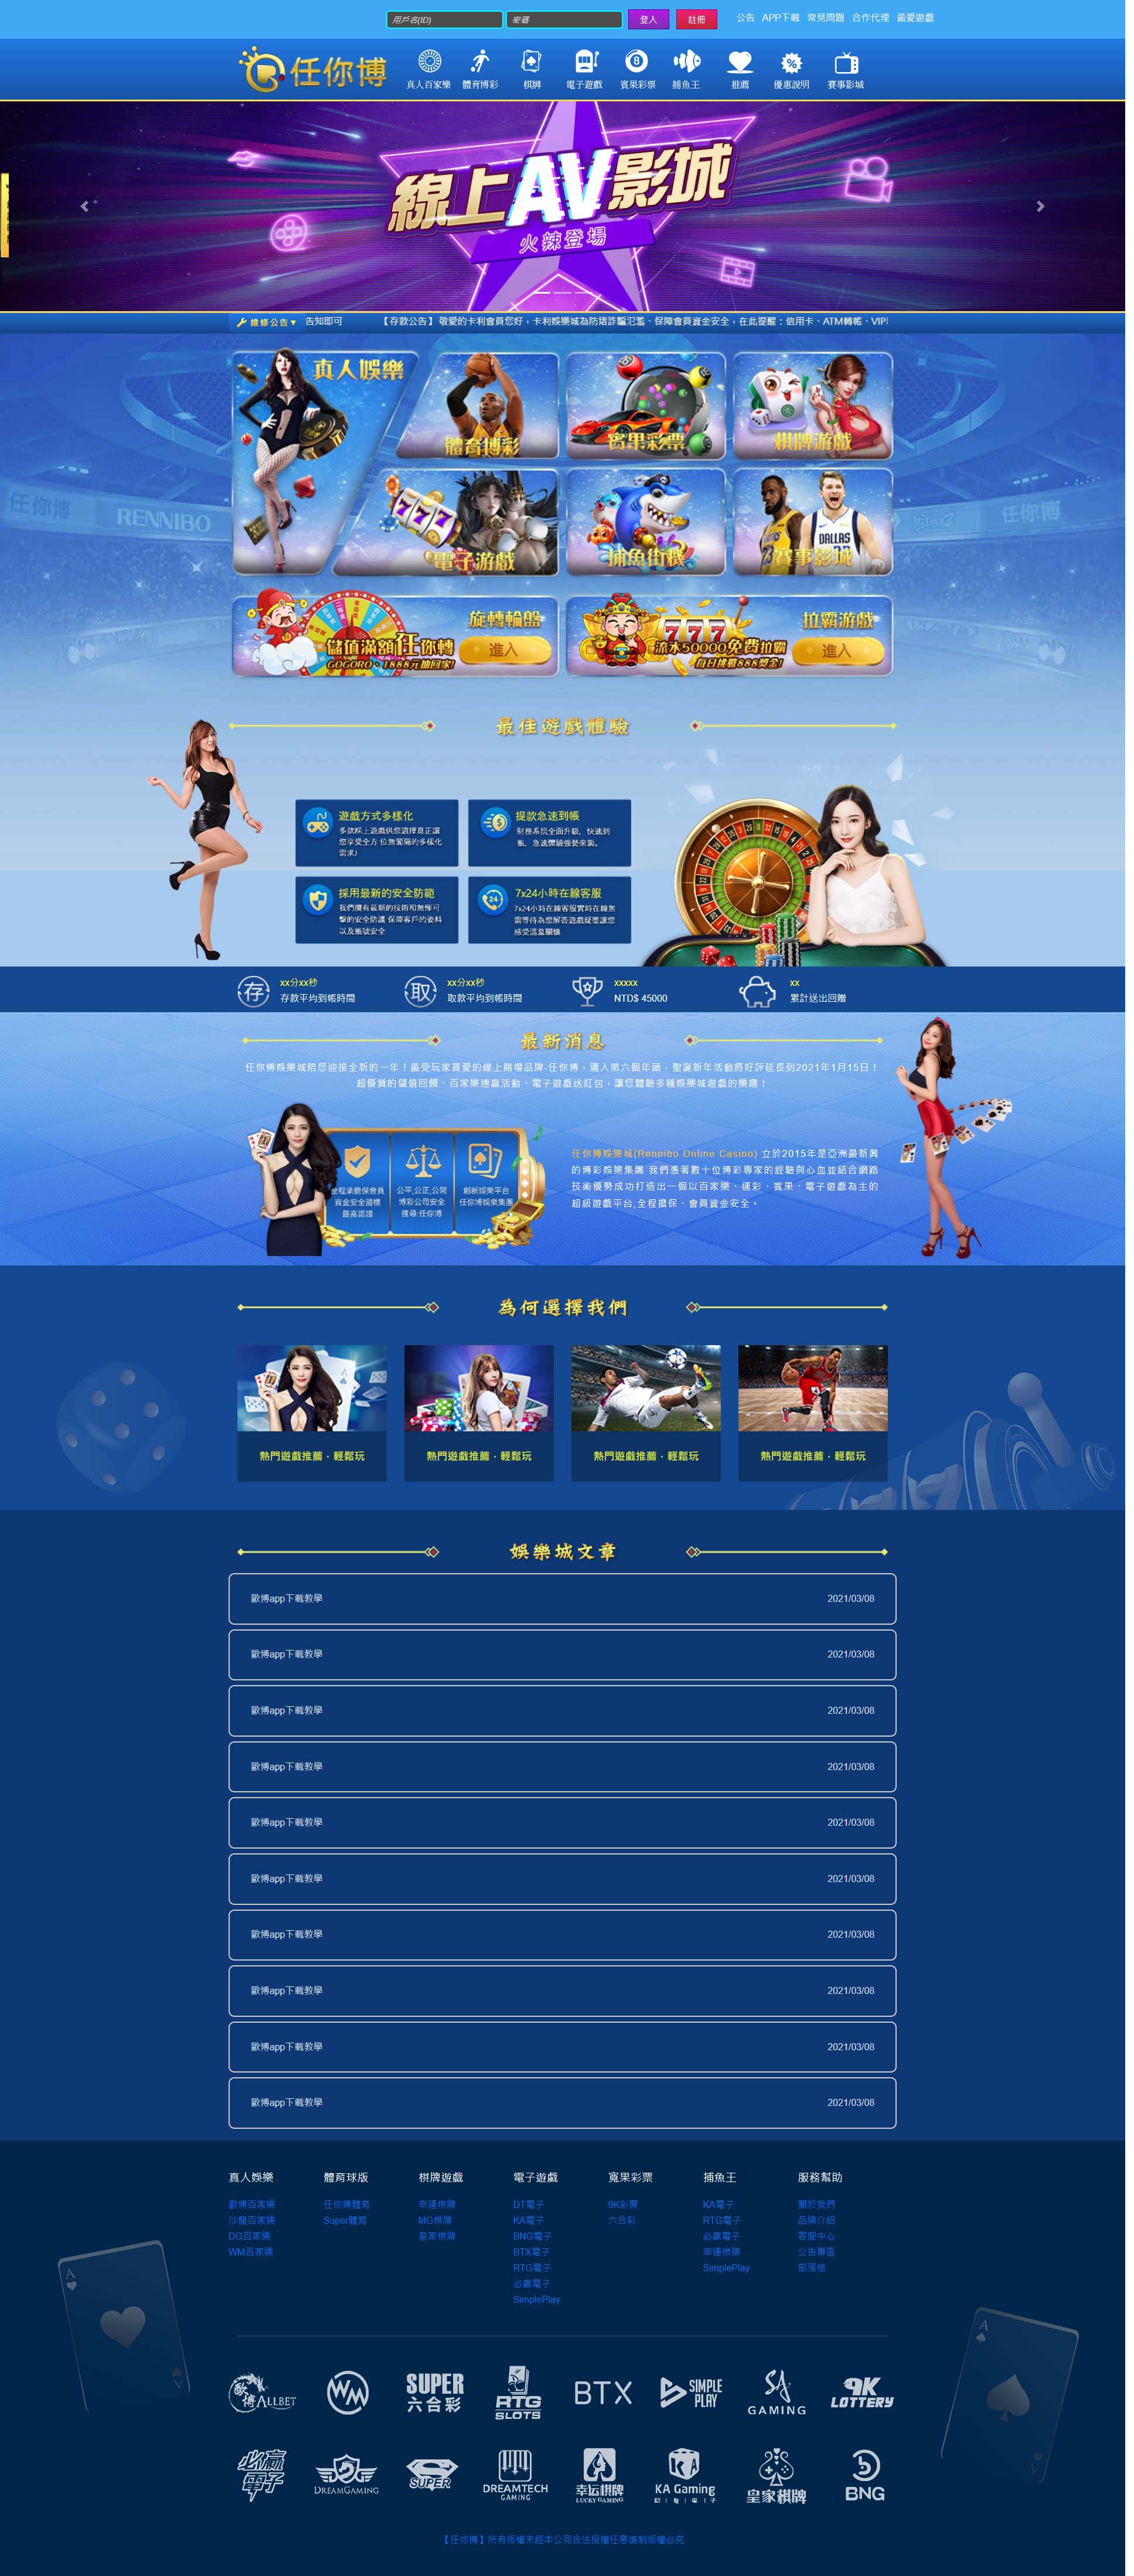 用戶名(ID) 密碼 登入 註冊 公告 APP下載 常見問題 合作代理 最愛遊戲
任你博
真人百家樂 體育博彩 棋牌 電子遊戲 賓果彩票 捕魚王 推薦 優惠說明 賽事影城
線上AV影城
火辣登場
維修公告▼ 告知即可 【存款公告】敬愛的卡利會員您好，卡利娛樂城為防堵詐騙氾濫、保障會員資金安全，在此提醒：信用卡、ATM轉帳、VIP
真人娛樂
體育博彩
賓果彩票
棋牌游戲
電子游戲
捕魚街機
賽事影城
任你博 RENNIBO
任你博
DALLAS
777
旋轉輪盤
儲值滿額任你轉
GOGORO、1888元抽回家!
進入
拉霸游戲
777
流水50000免費拉霸
每日挑戰888獎金!
進入
最佳遊戲體驗
遊戲方式多樣化
多款線上遊戲供您選擇真正讓
您享受全方位無窒隔的多樣化
需求!
提款急速到帳
財務系統全面升級，快速到
帳，急速體驗強勢來襲。
採用最新的安全防範
我們擁有最新的技術和無懈可
擊的安全防護 保障客戶的資料
以及帳號安全
7x24小時在線客服
7x24小時在線客服實時在線無
需等待為您解答遊戲疑慮讓您
感受溫暖關懷
存 xx分xx秒
存款平均到帳時間
取 xx分xx秒
取款平均到帳時間
xxxxx
NTD$ 45000
xx
累計送出回贈
最新消息
任你博娛樂城陪您迎接全新的一年！最受玩家喜愛的線上賭場品牌-任你博，邁入第六個年頭，聖誕新年活動將好評延長到2021年1月15日！
超優質的儲值回饋、百家樂連贏活動、電子遊戲送紅包，讓您體驗多種娛樂城遊戲的樂趣！
全程承擔保會員
資金安全國標
最高認證
公平,公正,公開
博彩公司安全
搜尋:任你博
創新娛樂平台
任你博娛樂集團
任你博娛樂城(Rennibo Online Casino) 立於2015年是亞洲最新興
的博彩娛樂集團 我們憑著數十位博彩專家的經驗與心血並結合網路
技術優勢成功打造出一個以百家樂、運彩、賓果、電子遊戲為主的
超級遊戲平台,全程擔保、會員資金安全。
為何選擇我們
熱門遊戲推薦，輕鬆玩
熱門遊戲推薦，輕鬆玩
熱門遊戲推薦，輕鬆玩
熱門遊戲推薦，輕鬆玩
娛樂城文章
歐博app下載教學 2021/03/08
歐博app下載教學 2021/03/08
歐博app下載教學 2021/03/08
歐博app下載教學 2021/03/08
歐博app下載教學 2021/03/08
歐博app下載教學 2021/03/08
歐博app下載教學 2021/03/08
歐博app下載教學 2021/03/08
歐博app下載教學 2021/03/08
歐博app下載教學 2021/03/08
真人娛樂
歐博百家樂
沙龍百家樂
DG百家樂
WM百家樂
體育球版
任你博體育
Super體育
棋牌遊戲
幸運棋牌
MG棋牌
皇家棋牌
電子遊戲
DT電子
KA電子
BNG電子
BTX電子
RTG電子
必贏電子
SimplePlay
賓果彩票
9K彩票
六合彩
捕魚王
KA電子
RTG電子
必贏電子
幸運棋牌
SimplePlay
服務幫助
關於我們
品牌介紹
客服中心
公告專區
部落格
歐博ALLBET
WM
SUPER
六合彩
RTG
SLOTS
BTX
SIMPLE
PLAY
SA
GAMING
9K
LOTTERY
必贏電子
DREAMGAMING
SUPER
DREAMTECH
GAMING
幸运棋牌
LUCKY GAMING
KA Gaming
皇家棋牌
BNG
【任你博】所有版權未經本公司合法授權任意復制版權必究